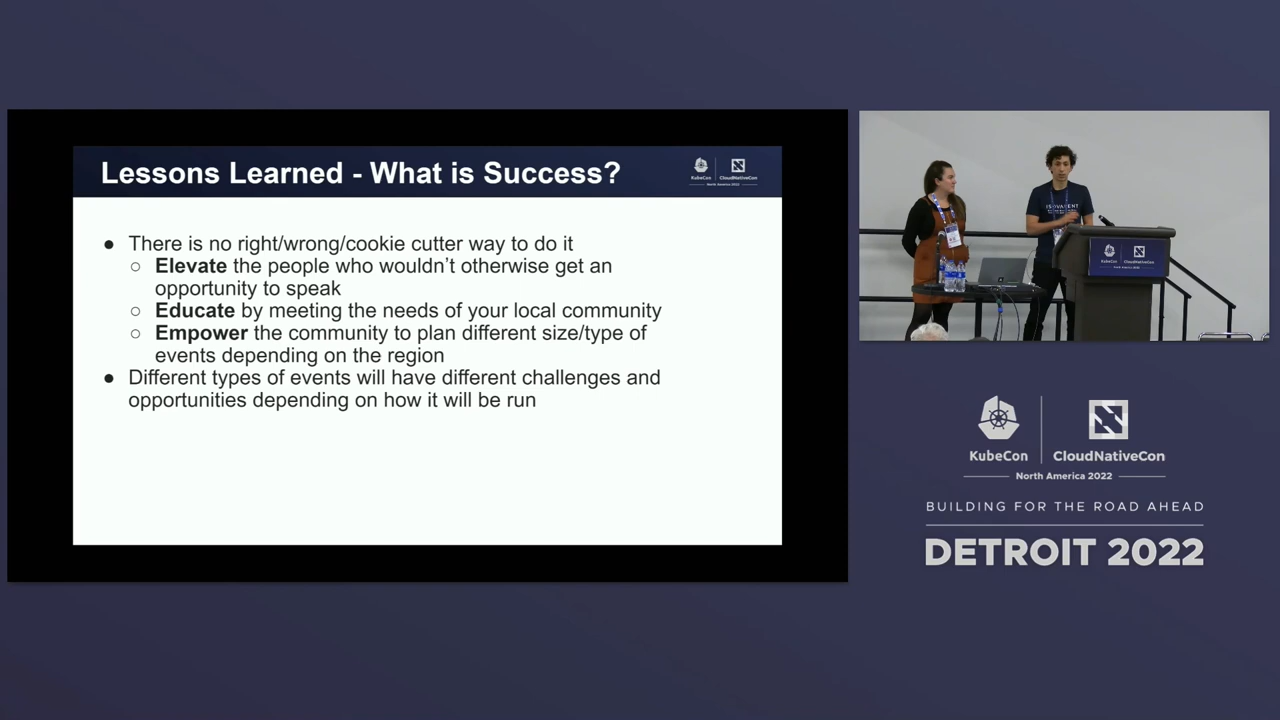 Lessons Learned - What is Success?
KubeCon
CloudNativeCon
North America 2022
● There is no right/wrong/cookie cutter way to do it
○ Elevate the people who wouldn't otherwise get an
opportunity to speak
○ Educate by meeting the needs of your local community
○ Empower the community to plan different size/type of
events depending on the region
● Different types of events will have different challenges and
opportunities depending on how it will be run
ISOVALENT
KubeCon
CloudNativeCon
KubeCon
CloudNativeCon
North America 2022
BUILDING FOR THE ROAD AHEAD
DETROIT 2022